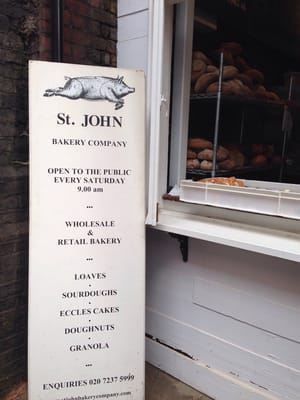 St. JOHN
BAKERY COMPANY
OPEN TO THE PUBLIC
EVERY SATURDAY
9.00 am
...
WHOLESALE
&
RETAIL BAKERY
...
LOAVES
·
SOURDOUGHS
·
ECCLES CAKES
·
DOUGHNUTS
·
GRANOLA
...
ENQUIRIES 020 7237 5999